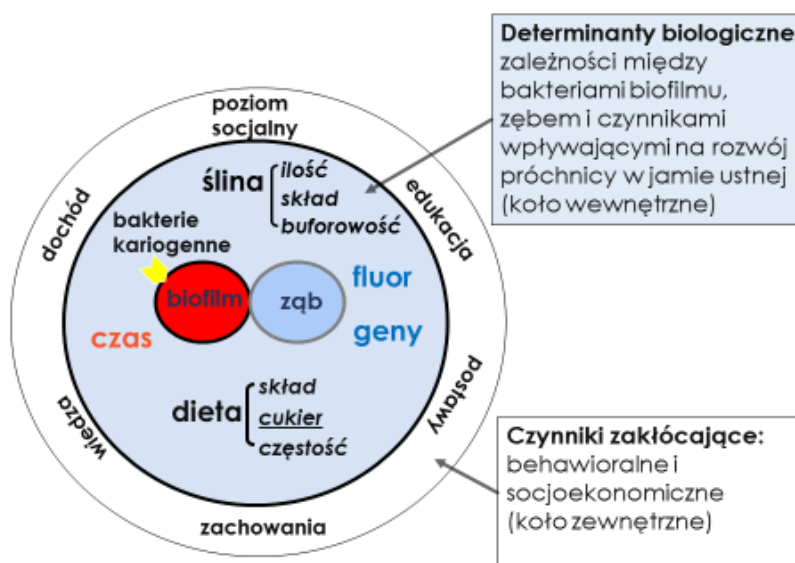 Determinanty biologiczne
zależności między
bakteriami biofilmu,
zębem i czynnikami
wpływającymi na rozwój
próchnicy w jamie ustnej
(koło wewnętrzne)
poziom
socjalny
dochód
edukacja
ślina
ilość
skład
buforowość
bakterie
kariogenne
biofilm
ząb
fluor
geny
czas
dieta
skład
cukier
częstość
wiedza
postawy
zachowania
Czynniki zakłócające:
behawioralne i
socjoekonomiczne
(koło zewnętrzne)